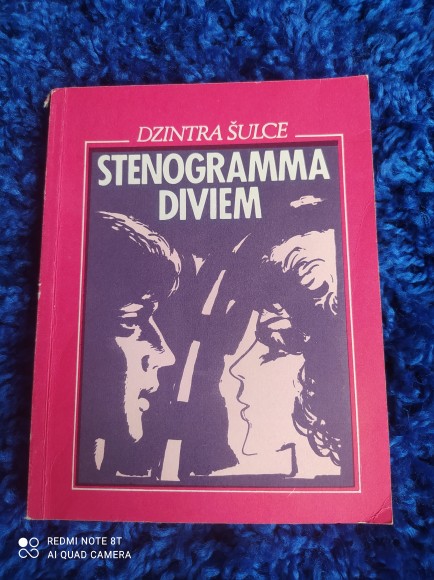 DZINTRA ŠULCE
STENOGRAMMA
DIVIEM
REDMI NOTE 8T
AI QUAD CAMERA